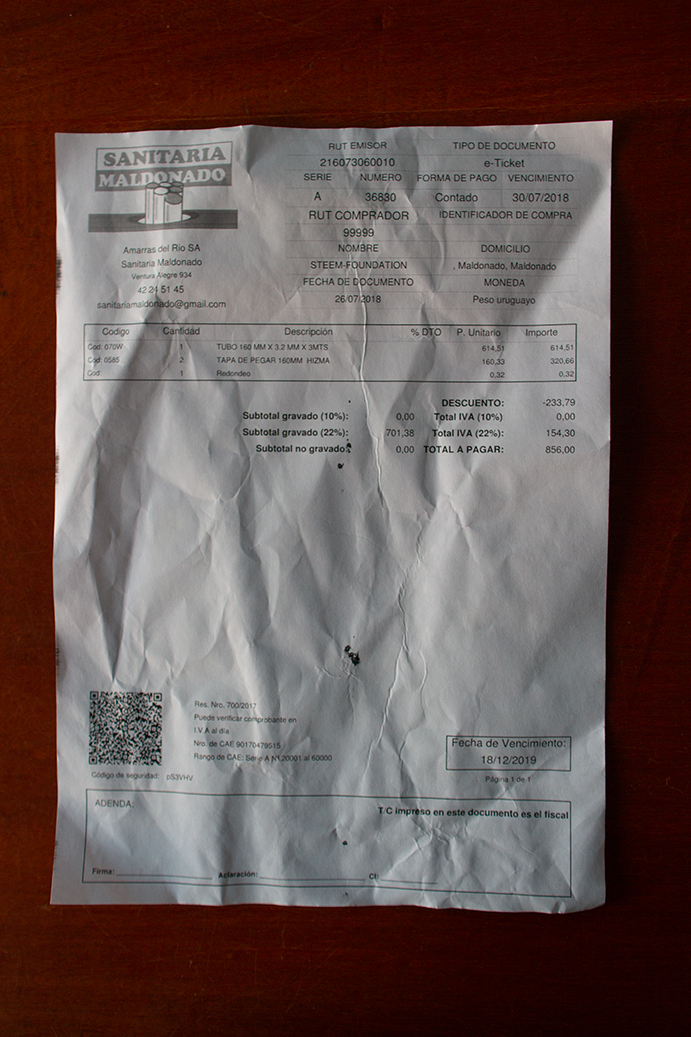 SANITARIA
MALDONADO
Amarras del Rio SA
Sanitaria Maldonado
Ventura Alegre 934
42 24 51 45
sanitariamaldonado@gmail.com
RUT EMISOR TIPO DE DOCUMENTO
216073060010 e-Ticket
SERIE NUMERO FORMA DE PAGO VENCIMIENTO
A 36830 Contado 30/07/2018
RUT COMPRADOR IDENTIFICADOR DE COMPRA
99999
NOMBRE DOMICILIO
STEEM-FOUNDATION , Maldonado, Maldonado
FECHA DE DOCUMENTO MONEDA
26/07/2018 Peso uruguayo
Codigo Cantidad Descripción % DTO P. Unitario Importe
Cod: 070W 1 TUBO 160 MM X 3.2 MM X 3MTS 614,51 614,51
Cod: 0585 2 TAPA DE PEGAR 160MM HIZMA 160,33 320,66
Cod: 1 Redondeo 0,32 0,32
DESCUENTO: -233,79
Subtotal gravado (10%): 0,00 Total IVA (10%) 0,00
Subtotal gravado (22%): 701,38 Total IVA (22%): 154,30
Subtotal no gravado: 0,00 TOTAL A PAGAR: 856,00
Res. Nro. 700/2017
Puede verificar comprobante en
I.V.A al día
Nro. de CAE 90170479515
Rango de CAE: Serie A N° 20001 al 60000
Código de seguridad: pS3VHV
Fecha de Vencimiento:
18/12/2019
Página 1 de 1
ADENDA:
T/C impreso en este documento es el fiscal
Firma: Aclaración: CI: